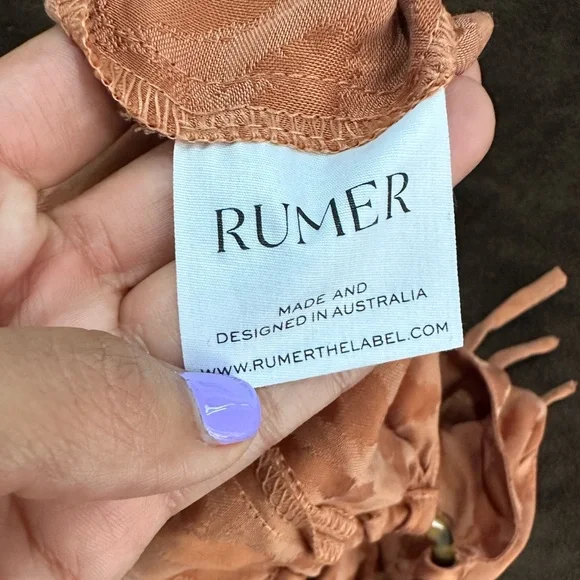 RUMER
MADE AND
DESIGNED IN AUSTRALIA
WWW.RUMERTHELABEL.COM